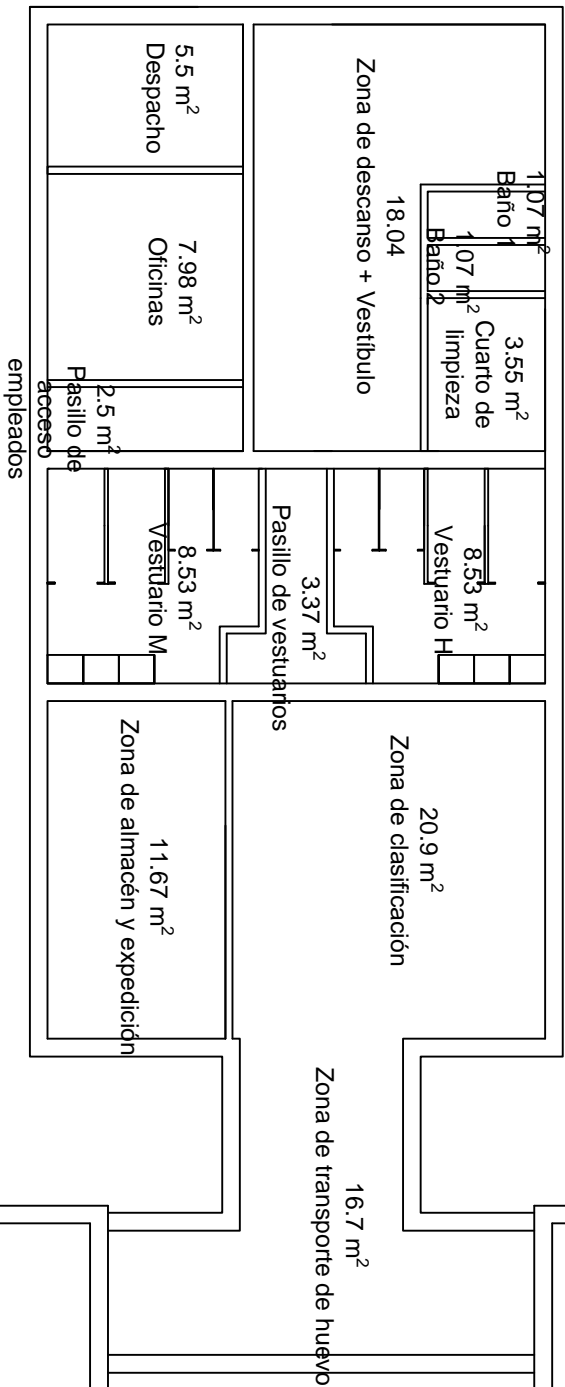 1.07 m²
Baño 1
1.07 m²
Baño 2
3.55 m²
Cuarto de
limpieza
18.04
Zona de descanso + Vestíbulo
5.5 m²
Despacho
7.98 m²
Oficinas
2.5 m²
Pasillo de
acceso
empleados
8.53 m²
Vestuario H
3.37 m²
Pasillo de vestuarios
8.53 m²
Vestuario M
20.9 m²
Zona de clasificación
11.67 m²
Zona de almacén y expedición
16.7 m²
Zona de transporte de huevo